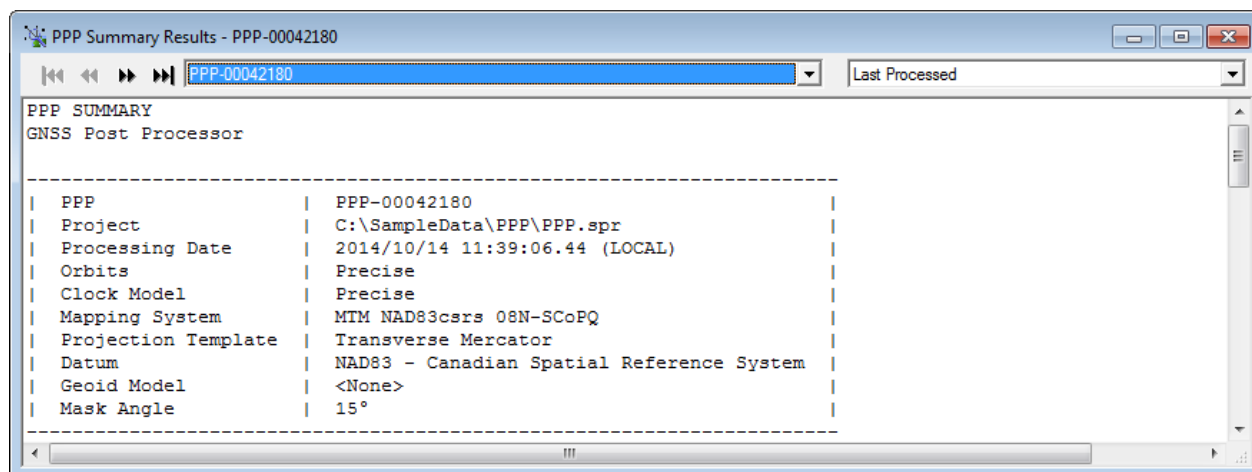 PPP Summary Results - PPP-00042180
PPP-00042180 Last Processed
PPP SUMMARY
GNSS Post Processor
---------------------------------------------------------------------
| PPP | PPP-00042180 |
| Project | C:\SampleData\PPP\PPP.spr |
| Processing Date | 2014/10/14 11:39:06.44 (LOCAL) |
| Orbits | Precise |
| Clock Model | Precise |
| Mapping System | MTM NAD83csrs 08N-SCoPQ |
| Projection Template | Transverse Mercator |
| Datum | NAD83 - Canadian Spatial Reference System |
| Geoid Model | <None> |
| Mask Angle | 15° |
---------------------------------------------------------------------